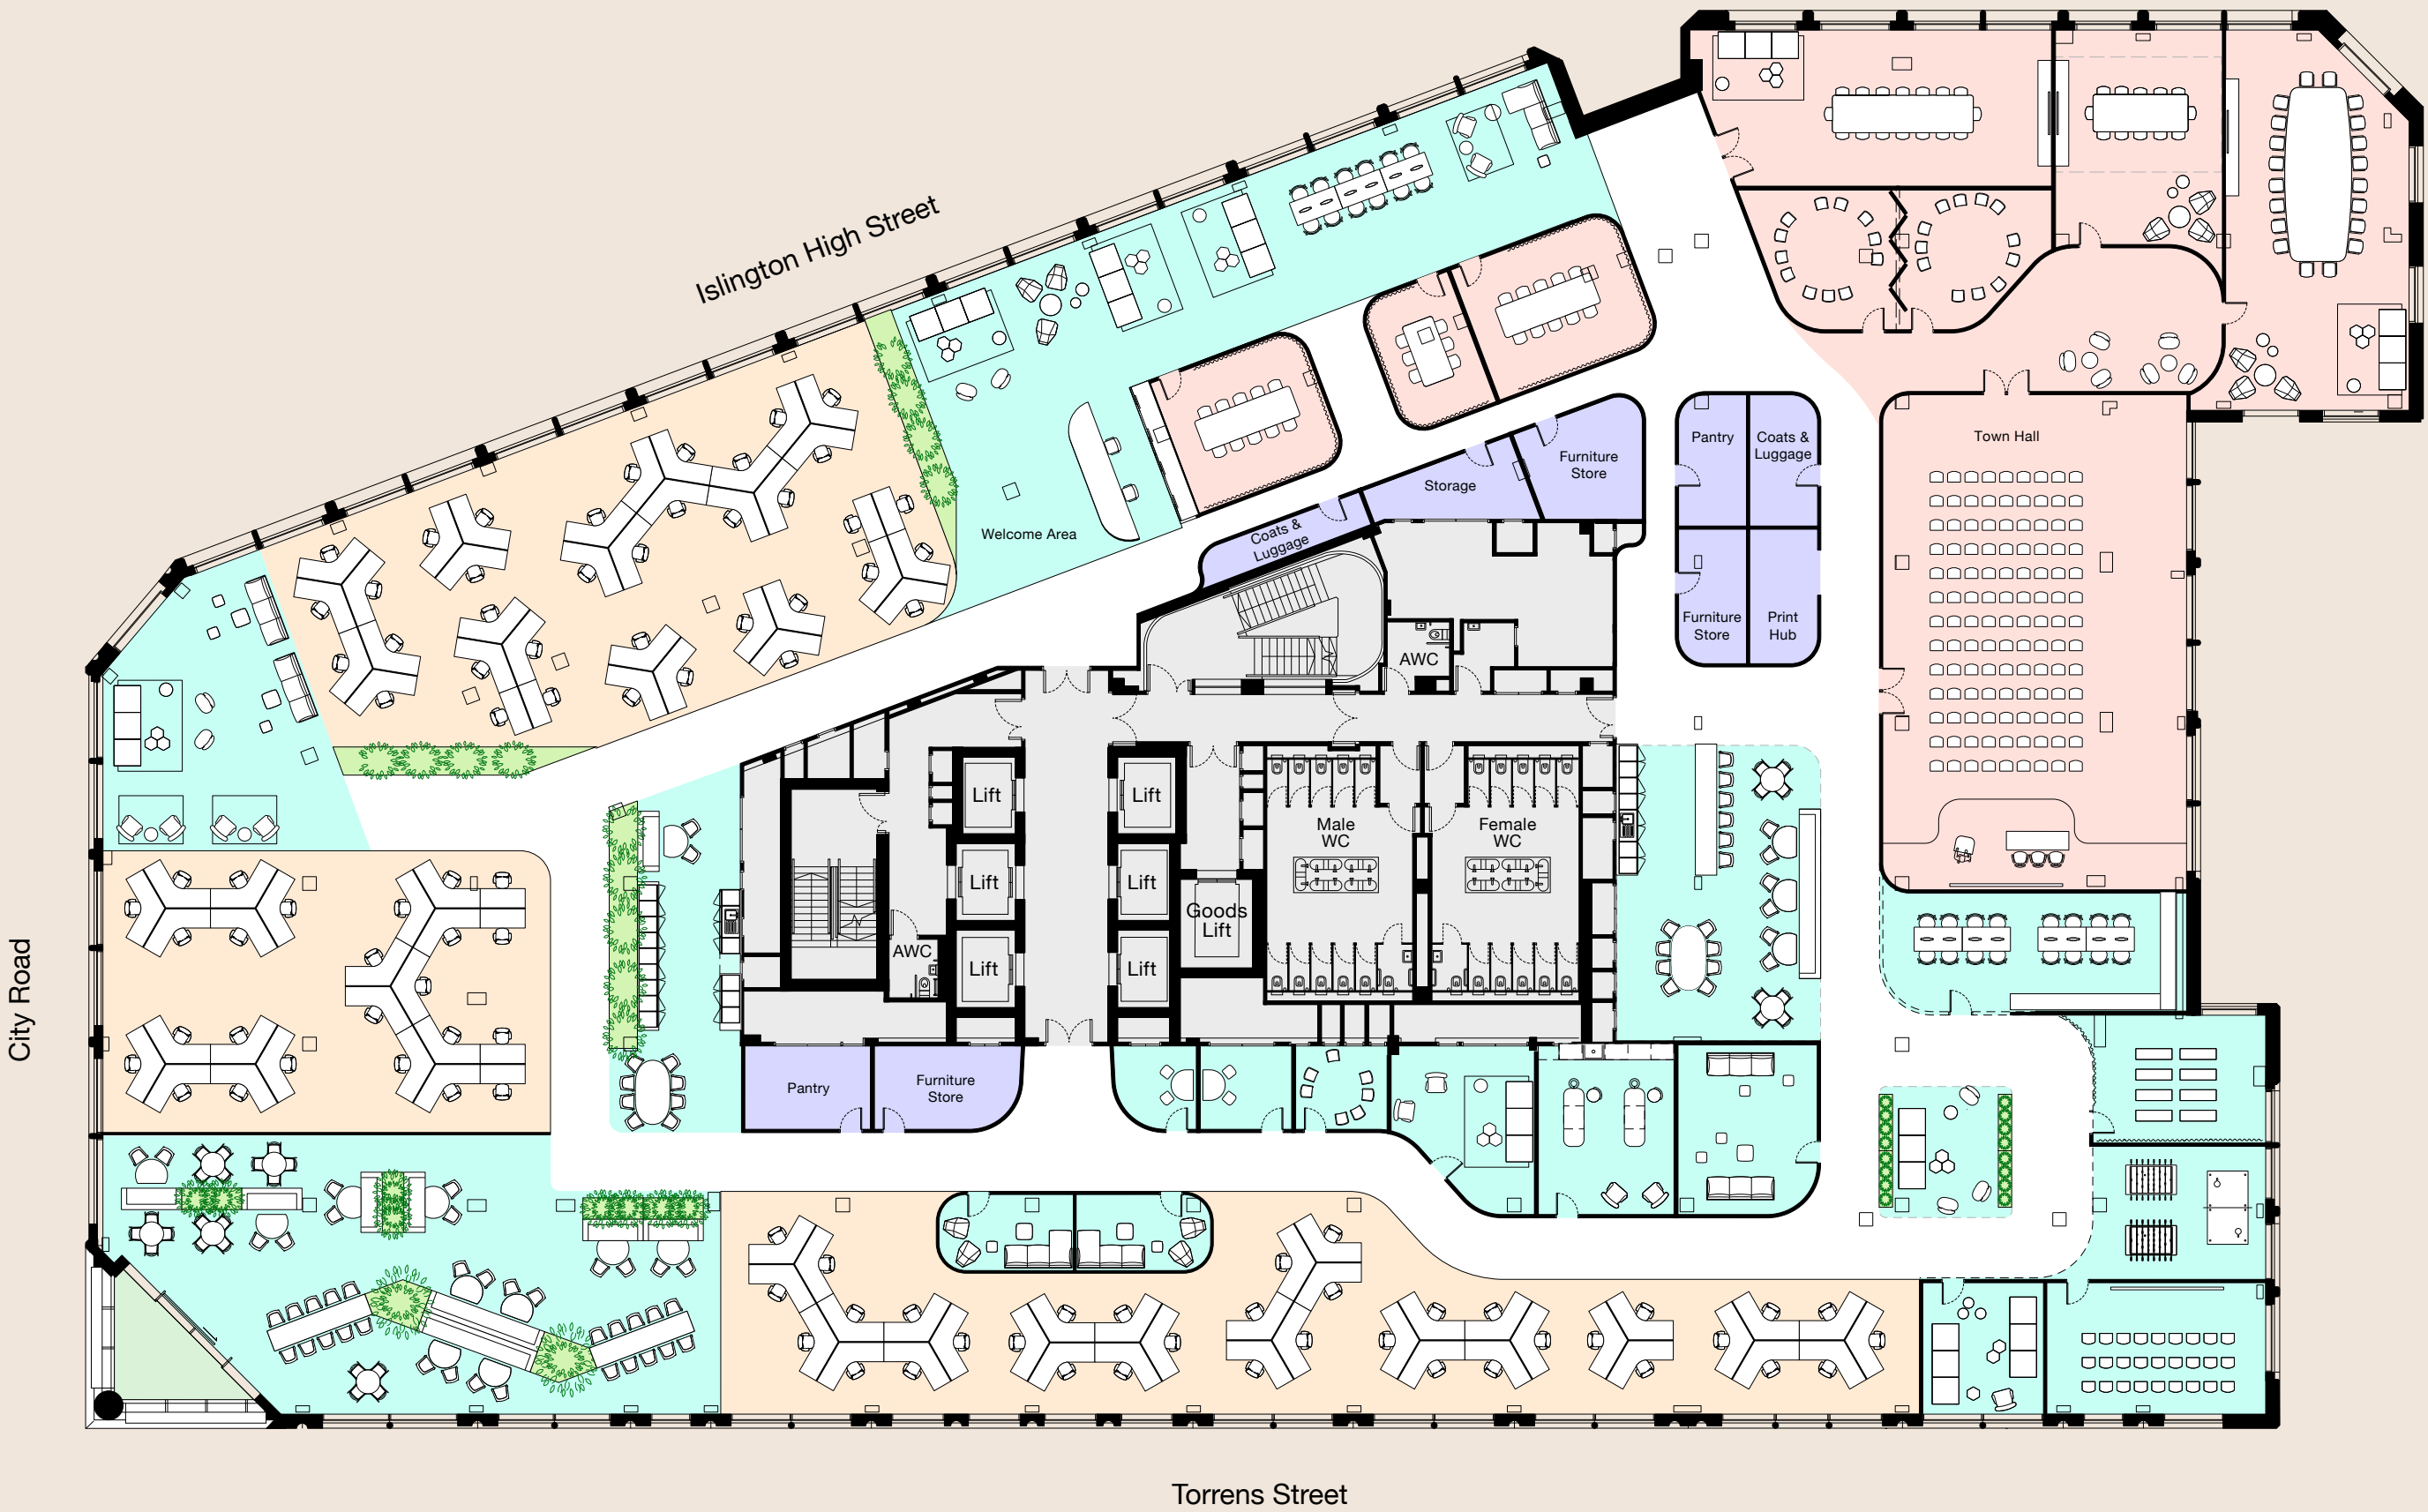 Islington High Street
Pantry
Coats &
Luggage
Town Hall
Furniture
Store
Storage
Welcome Area
Coats &
Luggage
Furniture
Store
Print
Hub
AWC
Lift
Lift
Male
WC
Female
WC
Lift
Lift
Goods
Lift
AWC
Lift
Lift
City Road
Pantry
Furniture
Store
Torrens Street